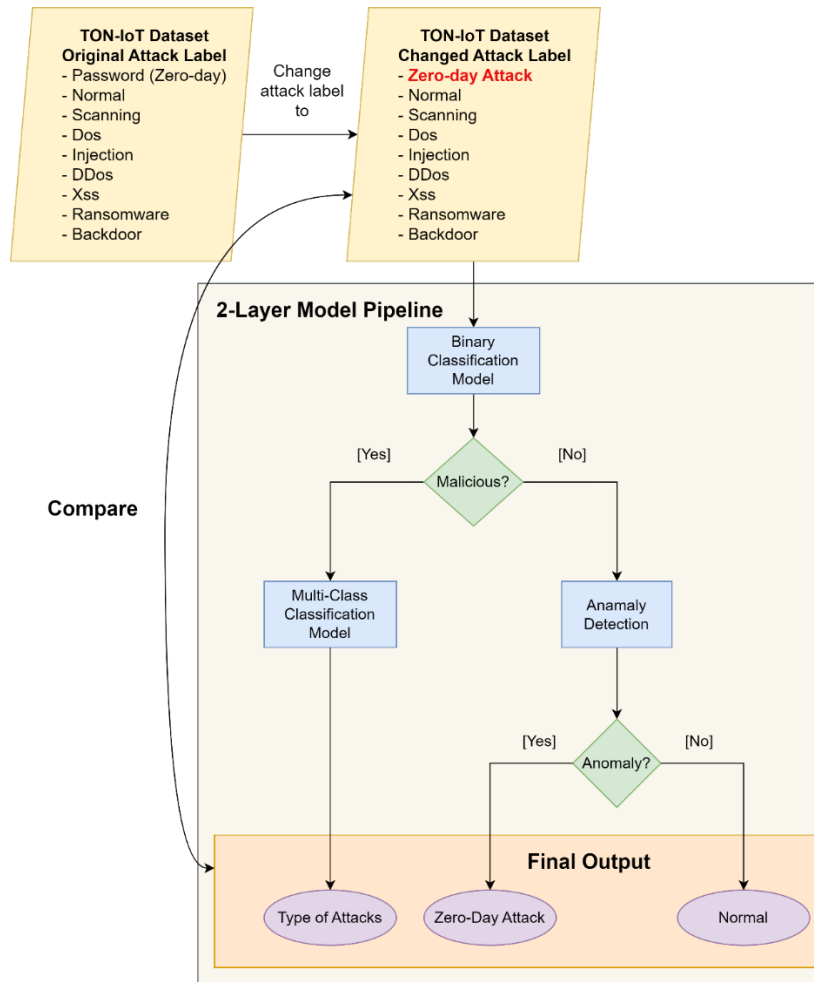 TON-IoT Dataset
Original Attack Label
- Password (Zero-day)
- Normal
- Scanning
- Dos
- Injection
- DDos
- Xss
- Ransomware
- Backdoor
Change
attack label
to
TON-IoT Dataset
Changed Attack Label
- Zero-day Attack
- Normal
- Scanning
- Dos
- Injection
- DDos
- Xss
- Ransomware
- Backdoor
2-Layer Model Pipeline
Binary
Classification
Model
[Yes]
[No]
Malicious?
Compare
Multi-Class
Classification
Model
Anamaly
Detection
[Yes]
[No]
Anomaly?
Final Output
Type of Attacks
Zero-Day Attack
Normal